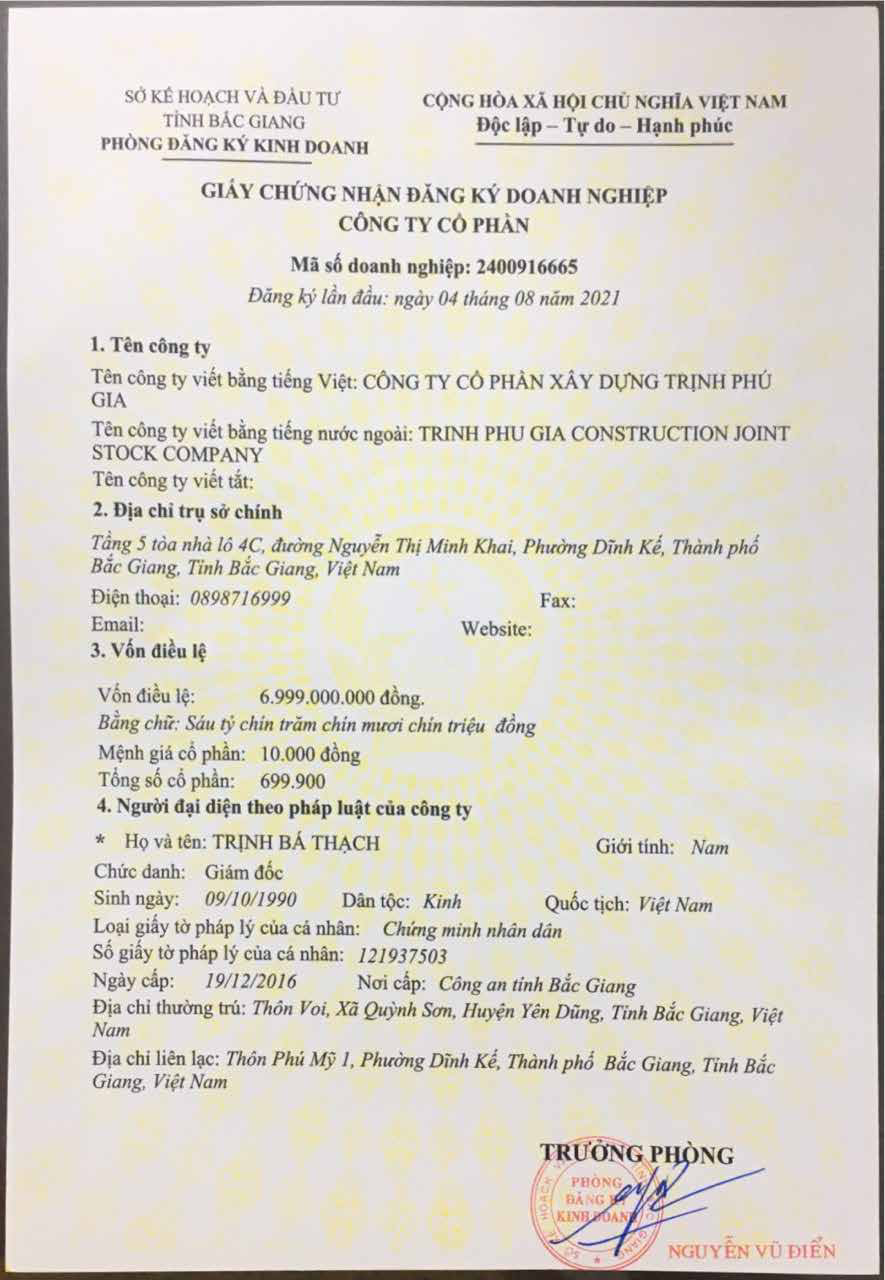 SỞ KẾ HOẠCH VÀ ĐẦU TƯ
TỈNH BẮC GIANG
PHÒNG ĐĂNG KÝ KINH DOANH
CỘNG HÒA XÃ HỘI CHỦ NGHĨA VIỆT NAM
Độc lập – Tự do – Hạnh phúc
GIẤY CHỨNG NHẬN ĐĂNG KÝ DOANH NGHIỆP
CÔNG TY CỔ PHẦN
Mã số doanh nghiệp: 2400916665
Đăng ký lần đầu: ngày 04 tháng 08 năm 2021
1. Tên công ty
Tên công ty viết bằng tiếng Việt: CÔNG TY CỔ PHẦN XÂY DỰNG TRỊNH PHÚ
GIA
Tên công ty viết bằng tiếng nước ngoài: TRINH PHU GIA CONSTRUCTION JOINT
STOCK COMPANY
Tên công ty viết tắt:
2. Địa chỉ trụ sở chính
Tầng 5 tòa nhà lô 4C, đường Nguyễn Thị Minh Khai, Phường Dĩnh Kế, Thành phố
Bắc Giang, Tỉnh Bắc Giang, Việt Nam
Điện thoại: 0898716999 Fax:
Email: Website:
3. Vốn điều lệ
Vốn điều lệ: 6.999.000.000 đồng.
Bằng chữ: Sáu tỷ chín trăm chín mươi chín triệu đồng
Mệnh giá cổ phần: 10.000 đồng
Tổng số cổ phần: 699.900
4. Người đại diện theo pháp luật của công ty
* Họ và tên: TRỊNH BÁ THẠCH Giới tính: Nam
Chức danh: Giám đốc
Sinh ngày: 09/10/1990 Dân tộc: Kinh Quốc tịch: Việt Nam
Loại giấy tờ pháp lý của cá nhân: Chứng minh nhân dân
Số giấy tờ pháp lý của cá nhân: 121937503
Ngày cấp: 19/12/2016 Nơi cấp: Công an tỉnh Bắc Giang
Địa chỉ thường trú: Thôn Voi, Xã Quỳnh Sơn, Huyện Yên Dũng, Tỉnh Bắc Giang, Việt
Nam
Địa chỉ liên lạc: Thôn Phú Mỹ 1, Phường Dĩnh Kế, Thành phố Bắc Giang, Tỉnh Bắc
Giang, Việt Nam
TRƯỞNG PHÒNG
PHÒNG
ĐĂNG KÝ
KINH DOANH
NGUYỄN VŨ ĐIỂN